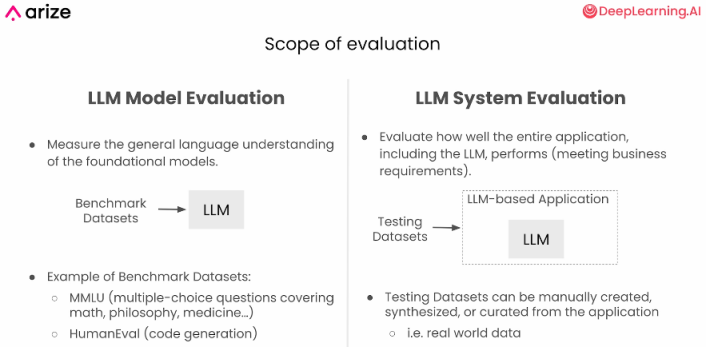 arize
DeepLearning.AI
Scope of evaluation
LLM Model Evaluation
● Measure the general language understanding
of the foundational models.
Benchmark
Datasets
LLM
● Example of Benchmark Datasets:
○ MMLU (multiple-choice questions covering
math, philosophy, medicine...)
○ HumanEval (code generation)
LLM System Evaluation
● Evaluate how well the entire application,
including the LLM, performs (meeting business
requirements).
LLM-based Application
Testing
Datasets
LLM
● Testing Datasets can be manually created,
synthesized, or curated from the application
○ i.e. real world data